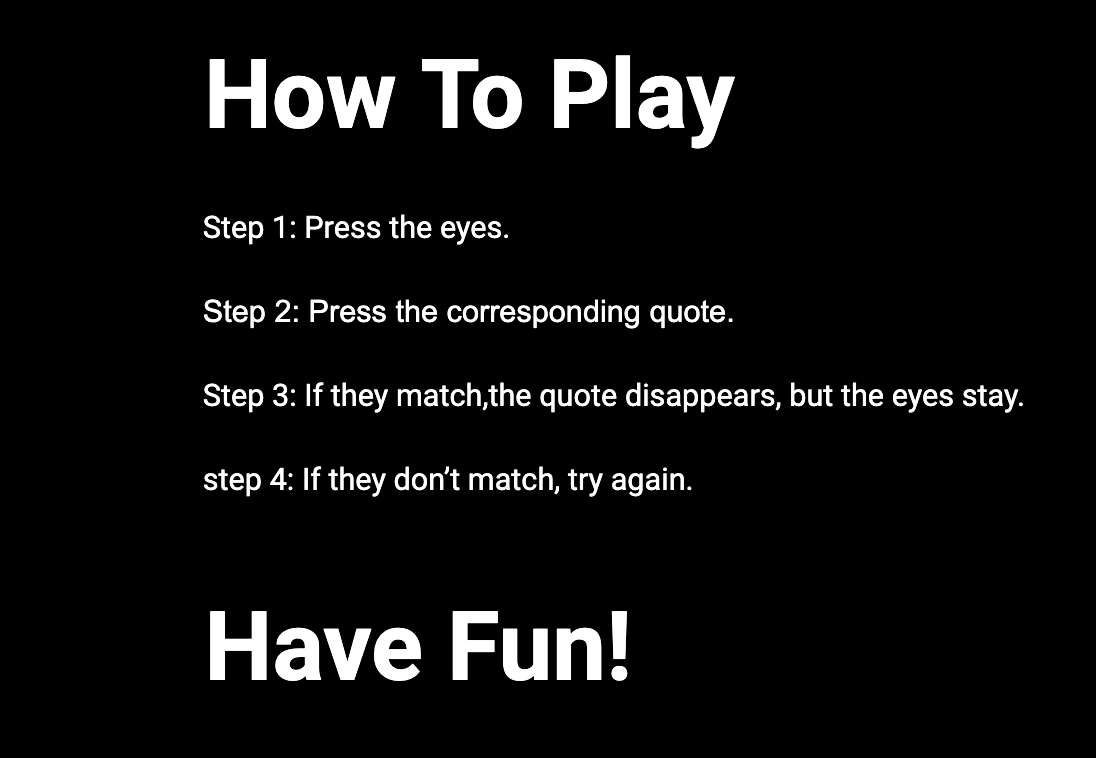 How To Play
Step 1: Press the eyes.
Step 2: Press the corresponding quote.
Step 3: If they match,the quote disappears, but the eyes stay.
step 4: If they don’t match, try again.
Have Fun!